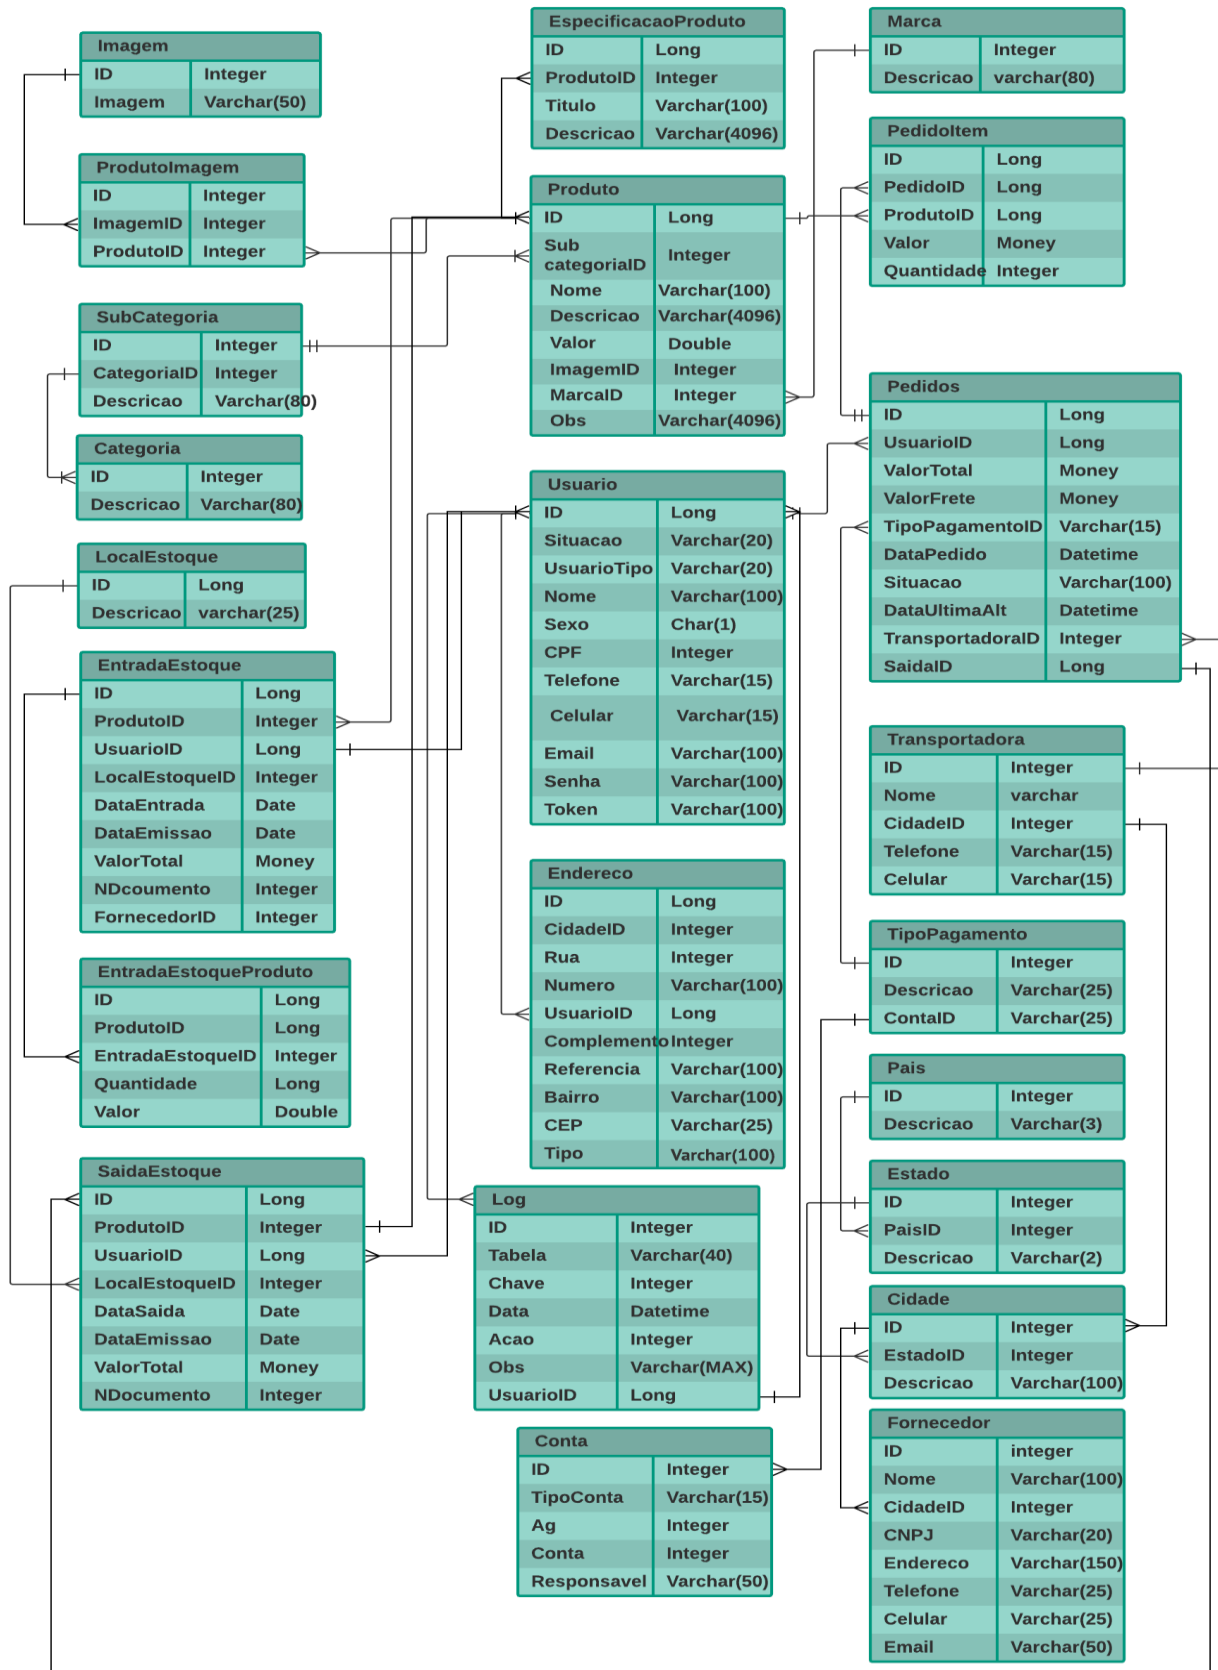 Imagem
ID Integer
Imagem Varchar(50)
ProdutoImagem
ID Integer
ImagemID Integer
ProdutoID Integer
SubCategoria
ID Integer
CategoriaID Integer
Descricao Varchar(80)
Categoria
ID Integer
Descricao Varchar(80)
LocalEstoque
ID Long
Descricao varchar(25)
EntradaEstoque
ID Long
ProdutoID Integer
UsuarioID Long
LocalEstoqueID Integer
DataEntrada Date
DataEmissao Date
ValorTotal Money
NDcoumento Integer
FornecedorID Integer
EntradaEstoqueProduto
ID Long
ProdutoID Long
EntradaEstoqueID Integer
Quantidade Long
Valor Double
SaidaEstoque
ID Long
ProdutoID Integer
UsuarioID Long
LocalEstoqueID Integer
DataSaida Date
DataEmissao Date
ValorTotal Money
NDocumento Integer
EspecificacaoProduto
ID Long
ProdutoID Integer
Titulo Varchar(100)
Descricao Varchar(4096)
Produto
ID Long
Sub
categoriaID Integer
Nome Varchar(100)
Descricao Varchar(4096)
Valor Double
ImagemID Integer
MarcaID Integer
Obs Varchar(4096)
Usuario
ID Long
Situacao Varchar(20)
UsuarioTipo Varchar(20)
Nome Varchar(100)
Sexo Char(1)
CPF Integer
Telefone Varchar(15)
Celular Varchar(15)
Email Varchar(100)
Senha Varchar(100)
Token Varchar(100)
Endereco
ID Long
CidadeID Integer
Rua Integer
Numero Varchar(100)
UsuarioID Long
Complemento Integer
Referencia Varchar(100)
Bairro Varchar(100)
CEP Varchar(25)
Tipo Varchar(100)
Log
ID Integer
Tabela Varchar(40)
Chave Integer
Data Datetime
Acao Integer
Obs Varchar(MAX)
UsuarioID Long
Conta
ID Integer
TipoConta Varchar(15)
Ag Integer
Conta Integer
Responsavel Varchar(50)
Marca
ID Integer
Descricao varchar(80)
PedidoItem
ID Long
PedidoID Long
ProdutoID Long
Valor Money
Quantidade Integer
Pedidos
ID Long
UsuarioID Long
ValorTotal Money
ValorFrete Money
TipoPagamentoID Varchar(15)
DataPedido Datetime
Situacao Varchar(100)
DataUltimaAlt Datetime
TransportadoraID Integer
SaidaID Long
Transportadora
ID Integer
Nome varchar
CidadeID Integer
Telefone Varchar(15)
Celular Varchar(15)
TipoPagamento
ID Integer
Descricao Varchar(25)
ContaID Varchar(25)
Pais
ID Integer
Descricao Varchar(3)
Estado
ID Integer
PaisID Integer
Descricao Varchar(2)
Cidade
ID Integer
EstadoID Integer
Descricao Varchar(100)
Fornecedor
ID integer
Nome Varchar(100)
CidadeID Integer
CNPJ Varchar(20)
Endereco Varchar(150)
Telefone Varchar(25)
Celular Varchar(25)
Email Varchar(50)